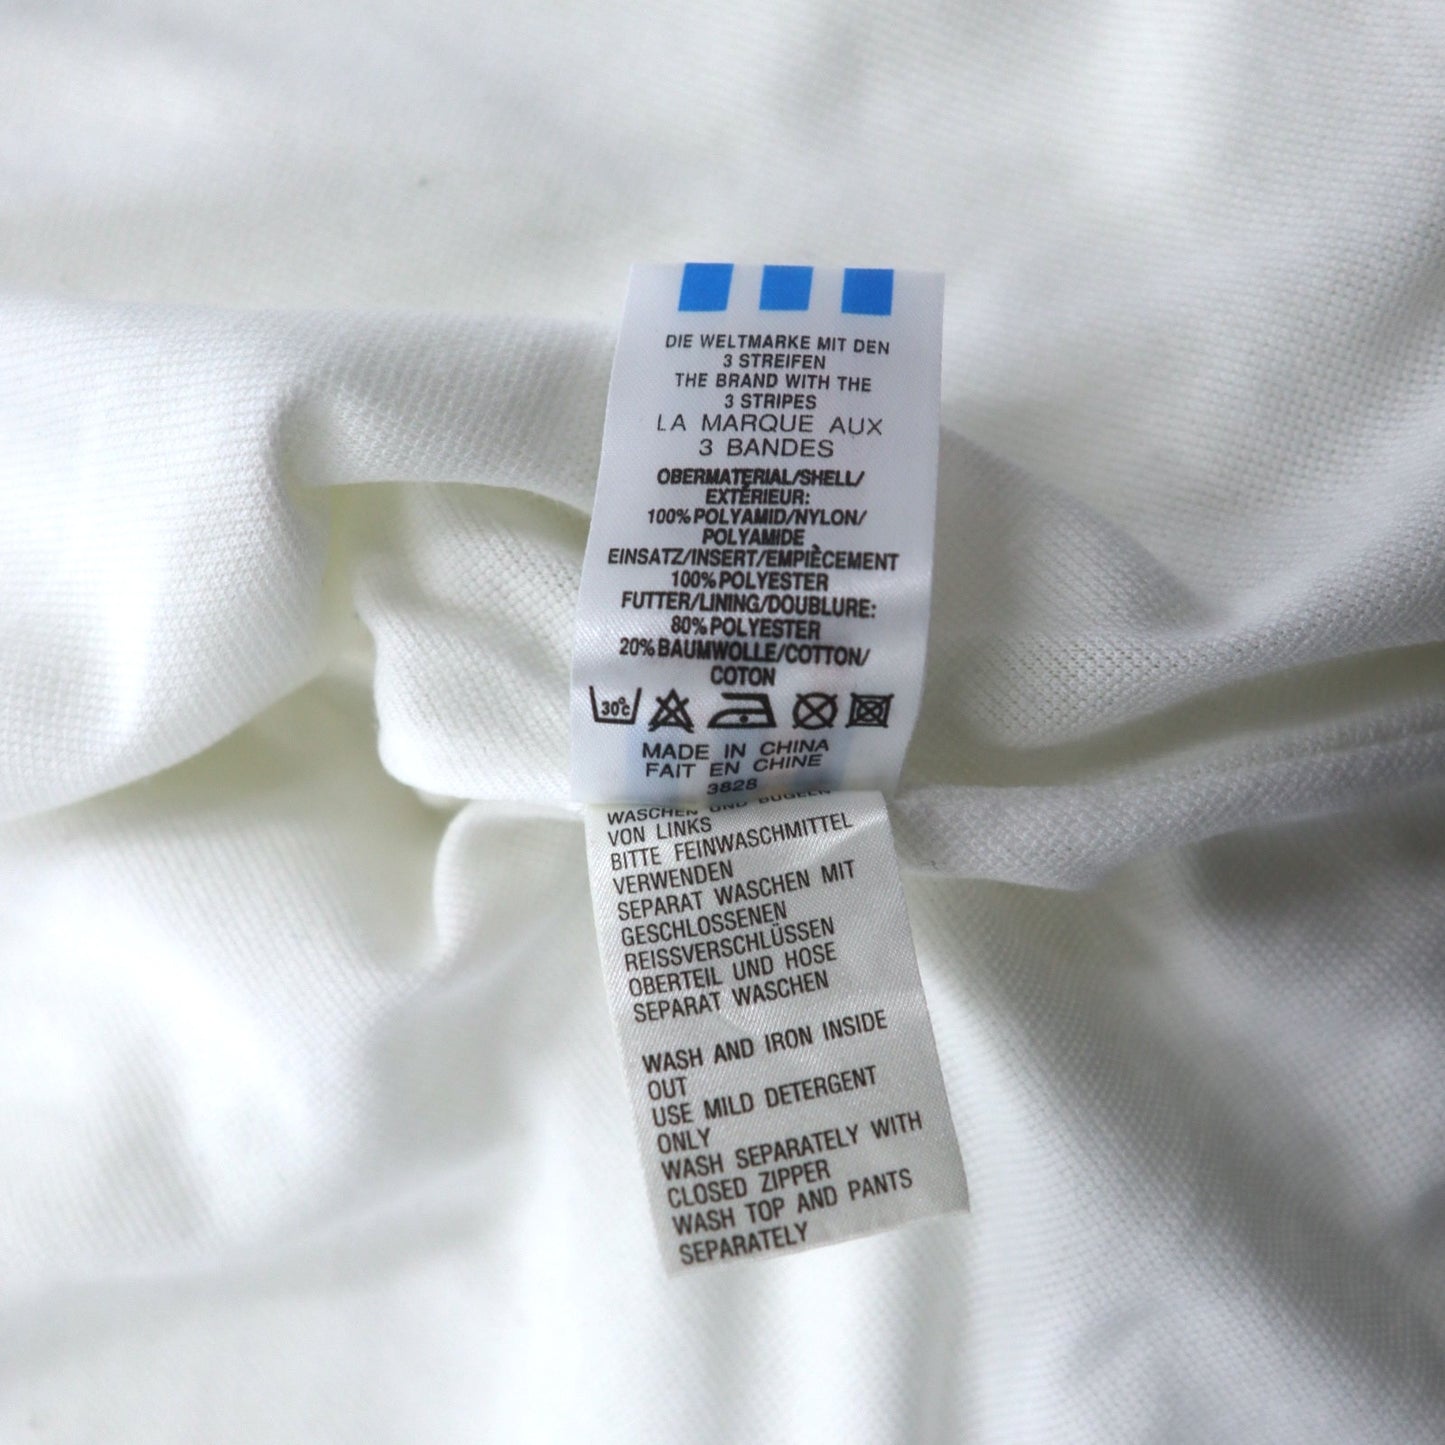 DIE WELTMARKE MIT DEN
3 STREIFEN
THE BRAND WITH THE
3 STRIPES
LA MARQUE AUX
3 BANDES
OBERMATERIAL/SHELL/
EXTÉRIEUR:
100% POLYAMID/NYLON/
POLYAMIDE
EINSATZ/INSERT/EMPIÈCEMENT
100% POLYESTER
FUTTER/LINING/DOUBLURE:
80% POLYESTER
20% BAUMWOLLE/COTTON/
COTON
30°C
MADE IN CHINA
FAIT EN CHINE
3828
WASCHEN UND BÜGELN
VON LINKS
BITTE FEINWASCHMITTEL
VERWENDEN
SEPARAT WASCHEN MIT
GESCHLOSSENEN
REISSVERSCHLÜSSEN
OBERTEIL UND HOSE
SEPARAT WASCHEN
WASH AND IRON INSIDE
OUT
USE MILD DETERGENT
ONLY
WASH SEPARATELY WITH
CLOSED ZIPPER
WASH TOP AND PANTS
SEPARATELY